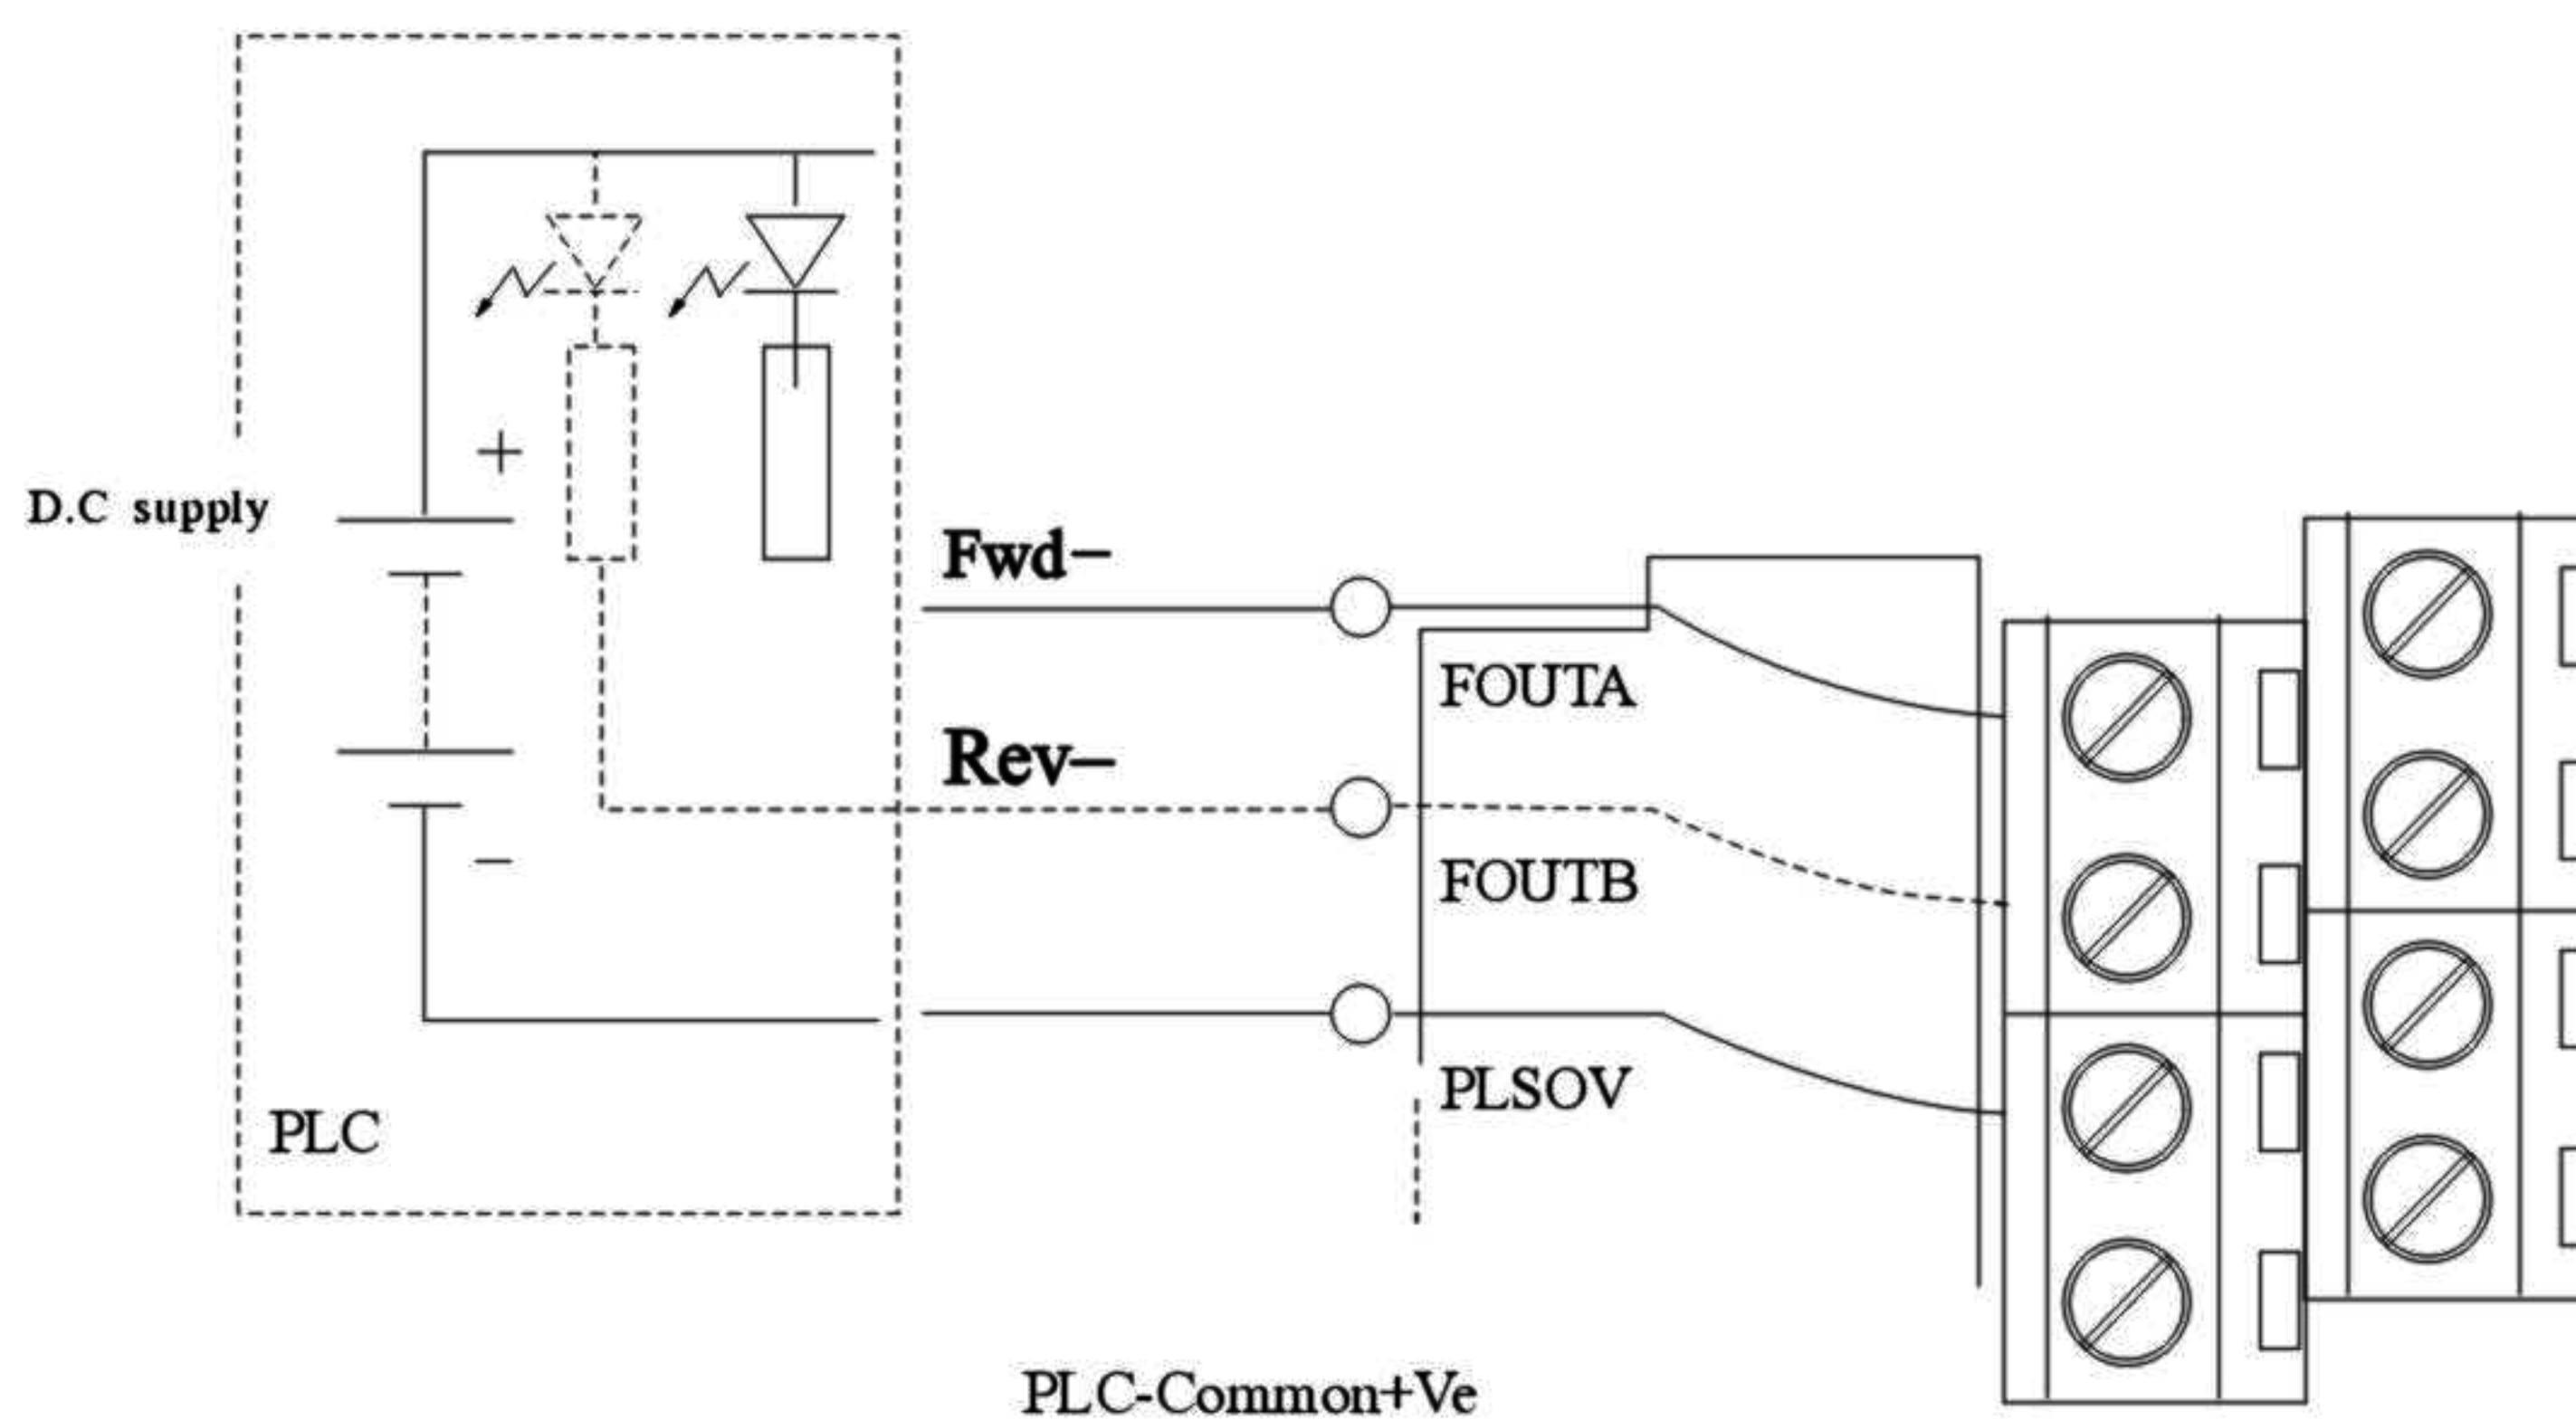 D.C supply
+
Fwd−
FOUTA
Rev−
FOUTB
−
PLSOV
PLC
PLC-Common+Ve